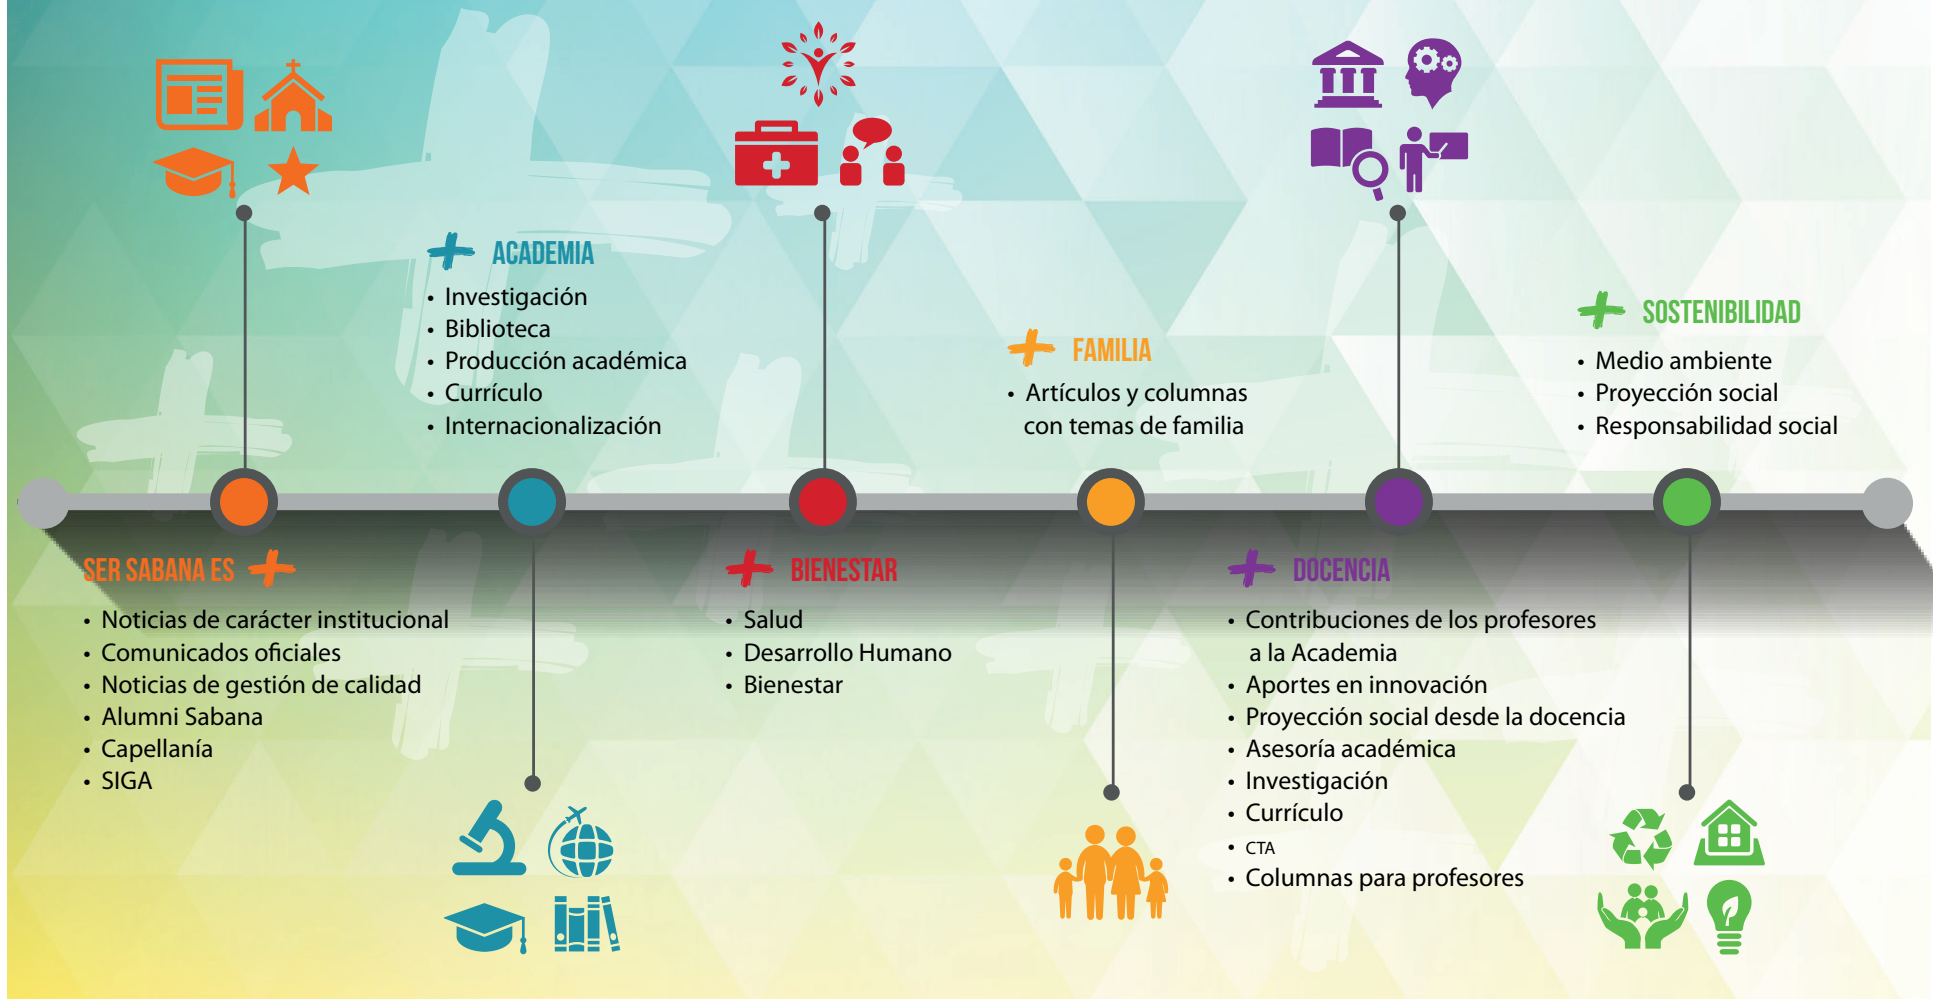 SER SABANA ES
• Noticias de carácter institucional
• Comunicados oficiales
• Noticias de gestión de calidad
• Alumni Sabana
• Capellanía
• SIGA
ACADEMIA
• Investigación
• Biblioteca
• Producción académica
• Currículo
• Internacionalización
BIENESTAR
• Salud
• Desarrollo Humano
• Bienestar
FAMILIA
• Artículos y columnas
con temas de familia
DOCENCIA
• Contribuciones de los profesores
a la Academia
• Aportes en innovación
• Proyección social desde la docencia
• Asesoría académica
• Investigación
• Currículo
• CTA
• Columnas para profesores
SOSTENIBILIDAD
• Medio ambiente
• Proyección social
• Responsabilidad social